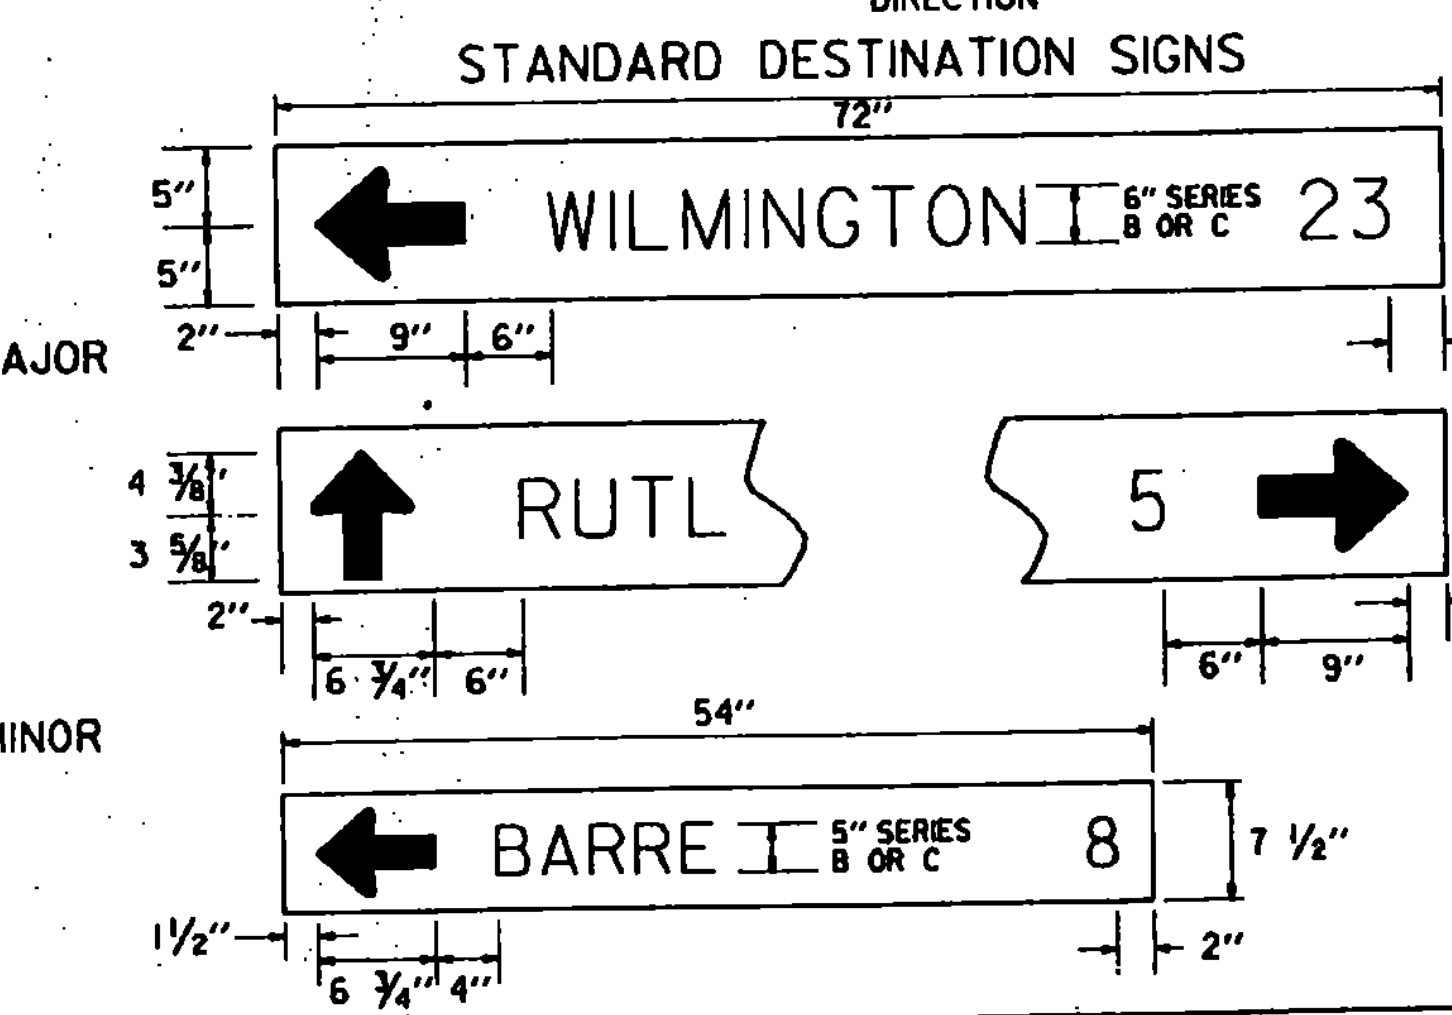 DIRECTION
STANDARD DESTINATION SIGNS
72"
5"
5"
WILMINGTON
6" SERIES
B OR C
23
2"
9"
6"
AJOR
4 3/8"
3 5/8"
RUTL
5
2"
6 3/4"
6"
6"
9"
INOR
54"
BARRE
5" SERIES
B OR C
8
7 1/2"
1 1/2"
6 3/4"
4"
2"